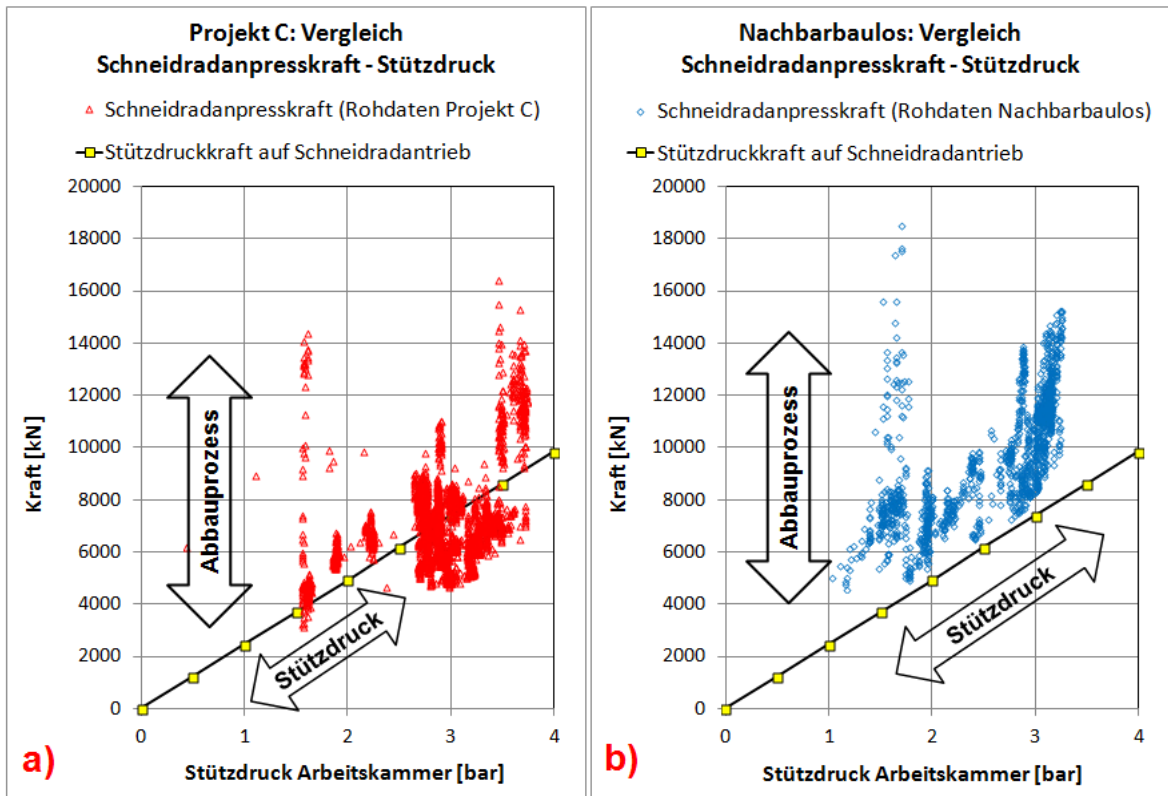 Projekt C: Vergleich
Schneidradanpresskraft - Stützdruck
Schneidradanpresskraft (Rohdaten Projekt C)
Stützdruckkraft auf Schneidradantrieb
20000
18000
16000
14000
12000
10000
8000
6000
4000
2000
0
Kraft [kN]
Abbauprozess
Stützdruck
0 1 2 3 4
Stützdruck Arbeitskammer [bar]
a)
Nachbarbaulos: Vergleich
Schneidradanpresskraft - Stützdruck
Schneidradanpresskraft (Rohdaten Nachbarbaulos)
Stützdruckkraft auf Schneidradantrieb
20000
18000
16000
14000
12000
10000
8000
6000
4000
2000
0
Kraft [kN]
Abbauprozess
Stützdruck
0 1 2 3 4
Stützdruck Arbeitskammer [bar]
b)